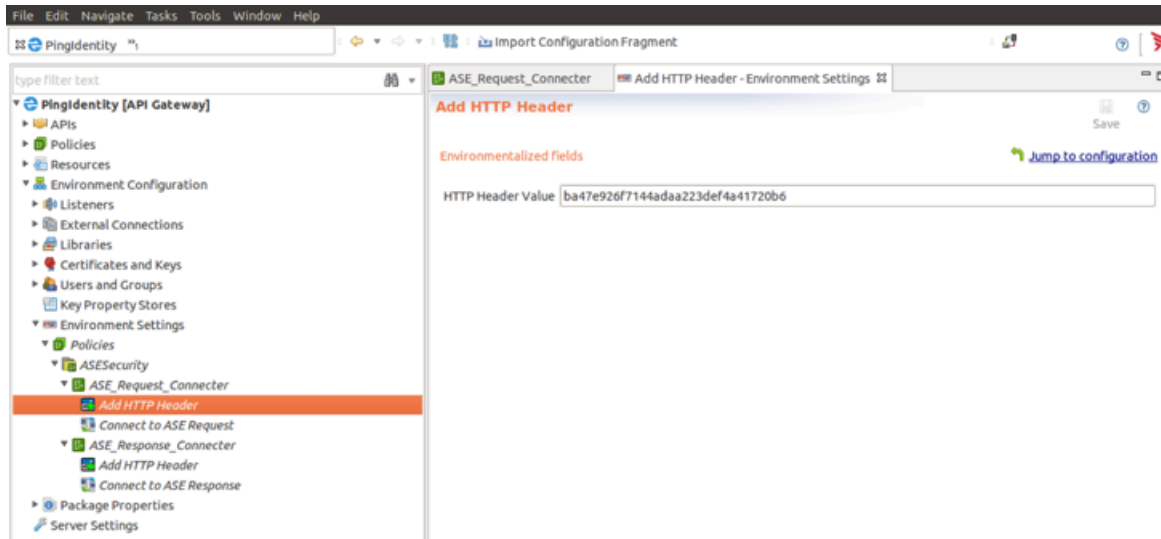 File Edit Navigate Tasks Tools Window Help
PingIdentity
Import Configuration Fragment
type filter text
ASE_Request_Connecter
Add HTTP Header - Environment Settings
PingIdentity [API Gateway]
APIs
Policies
Resources
Environment Configuration
Listeners
External Connections
Libraries
Certificates and Keys
Users and Groups
Key Property Stores
Environment Settings
Policies
ASESecurity
ASE_Request_Connecter
Add HTTP Header
Connect to ASE Request
ASE_Response_Connecter
Add HTTP Header
Connect to ASE Response
Package Properties
Server Settings
Add HTTP Header
Save
Environmentalized fields
Jump to configuration
HTTP Header Value ba47e926f7144adaa223def4a41720b6